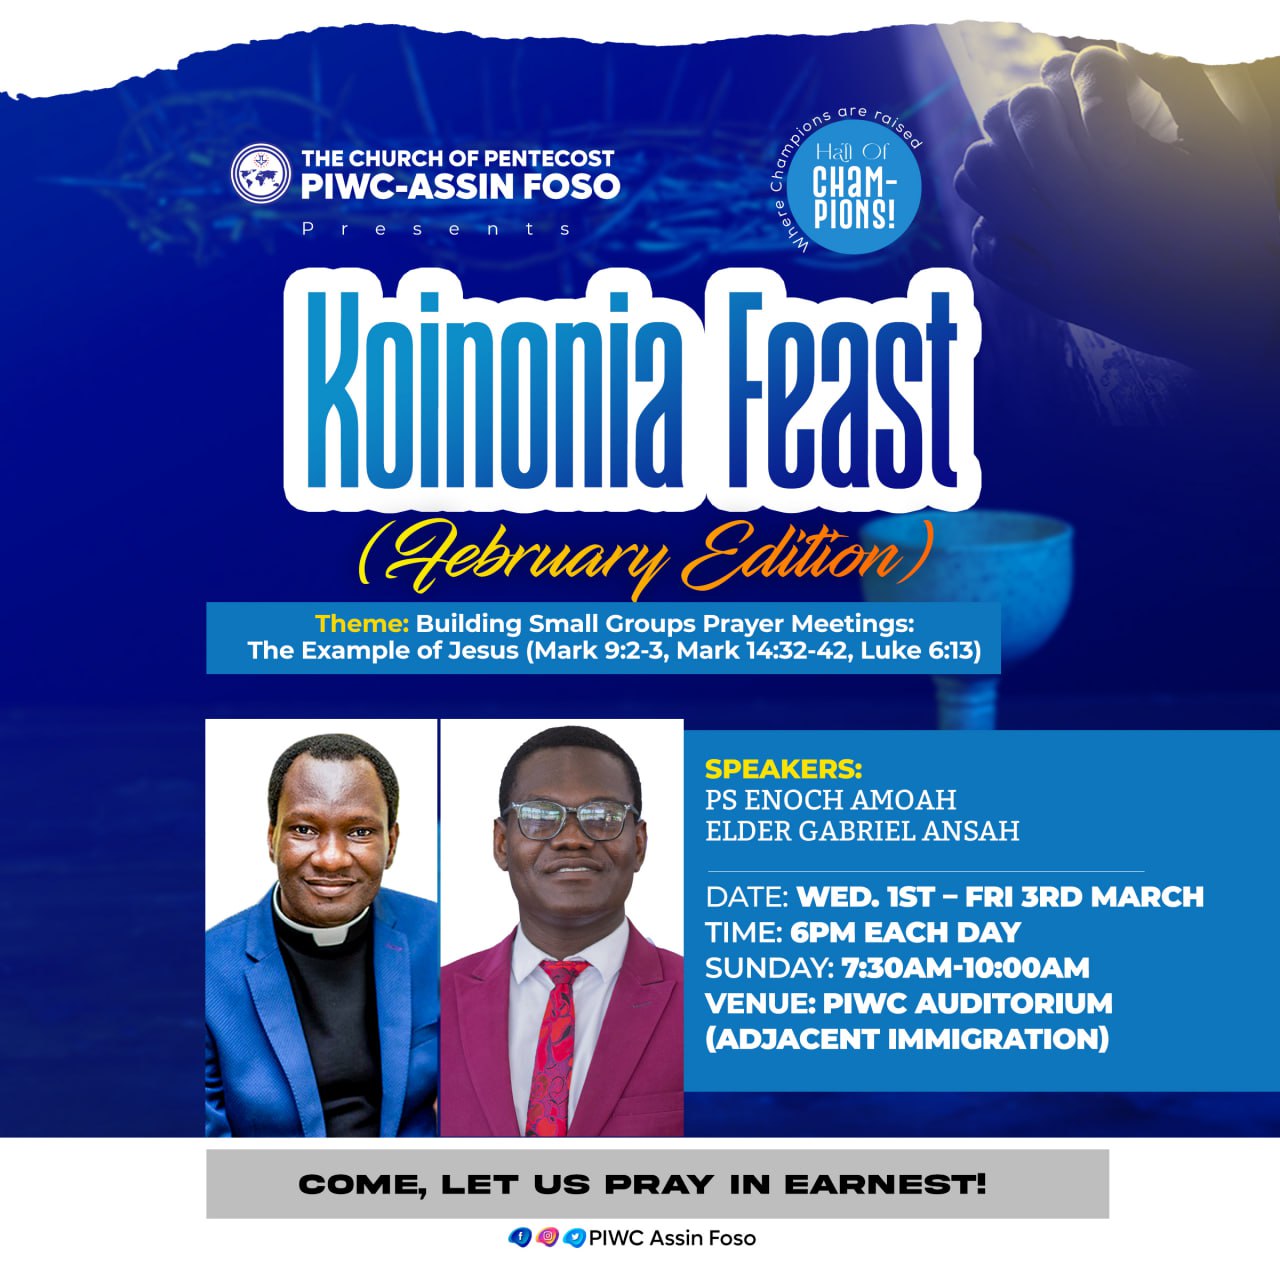 THE CHURCH OF PENTECOST
PIWC-ASSIN FOSO
Presents
Where Champions are raised
Hall Of
CHAM-
PIONS!
Koinonia Feast
(February Edition)
Theme: Building Small Groups Prayer Meetings:
The Example of Jesus (Mark 9:2-3, Mark 14:32-42, Luke 6:13)
SPEAKERS:
PS ENOCH AMOAH
ELDER GABRIEL ANSAH
DATE: WED. 1ST – FRI 3RD MARCH
TIME: 6PM EACH DAY
SUNDAY: 7:30AM-10:00AM
VENUE: PIWC AUDITORIUM
(ADJACENT IMMIGRATION)
COME, LET US PRAY IN EARNEST!
PIWC Assin Foso